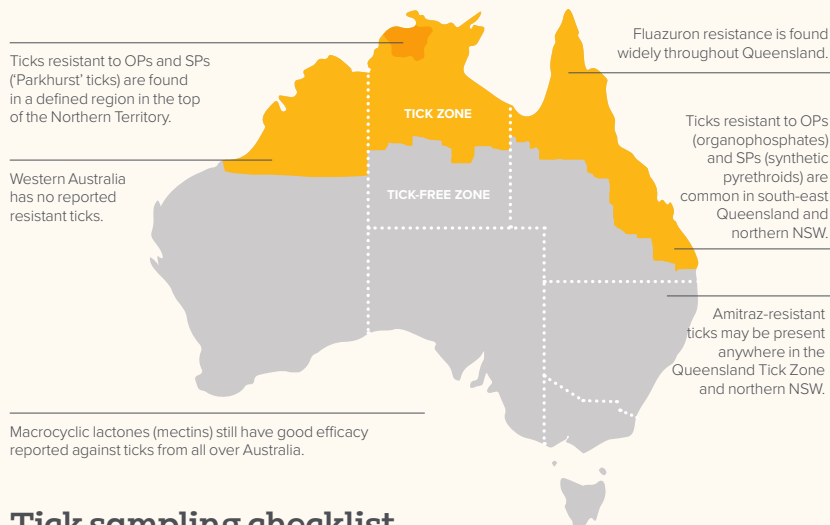 Ticks resistant to OPs and SPs
(‘Parkhurst’ ticks) are found
in a defined region in the top
of the Northern Territory.
Western Australia
has no reported
resistant ticks.
TICK ZONE
TICK-FREE ZONE
Fluazuron resistance is found
widely throughout Queensland.
Ticks resistant to OPs
(organophosphates)
and SPs (synthetic
pyrethroids) are
common in south-east
Queensland and
northern NSW.
Amitraz-resistant
ticks may be present
anywhere in the
Queensland Tick Zone
and northern NSW.
Macrocyclic lactones (mectins) still have good efficacy
reported against ticks from all over Australia.
Tick sampling checklist